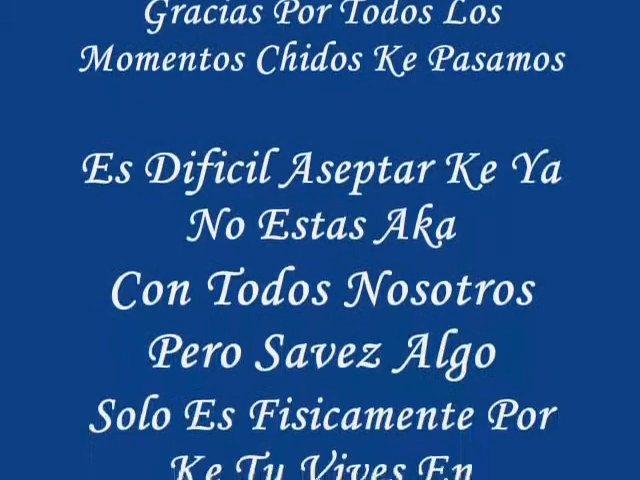 Gracias Por Todos Los
Momentos Chidos Ke Pasamos
Es Dificil Aseptar Ke Ya
No Estas Aka
Con Todos Nosotros
Pero Savez Algo
Solo Es Fisicamente Por
Ke Tu Vives En